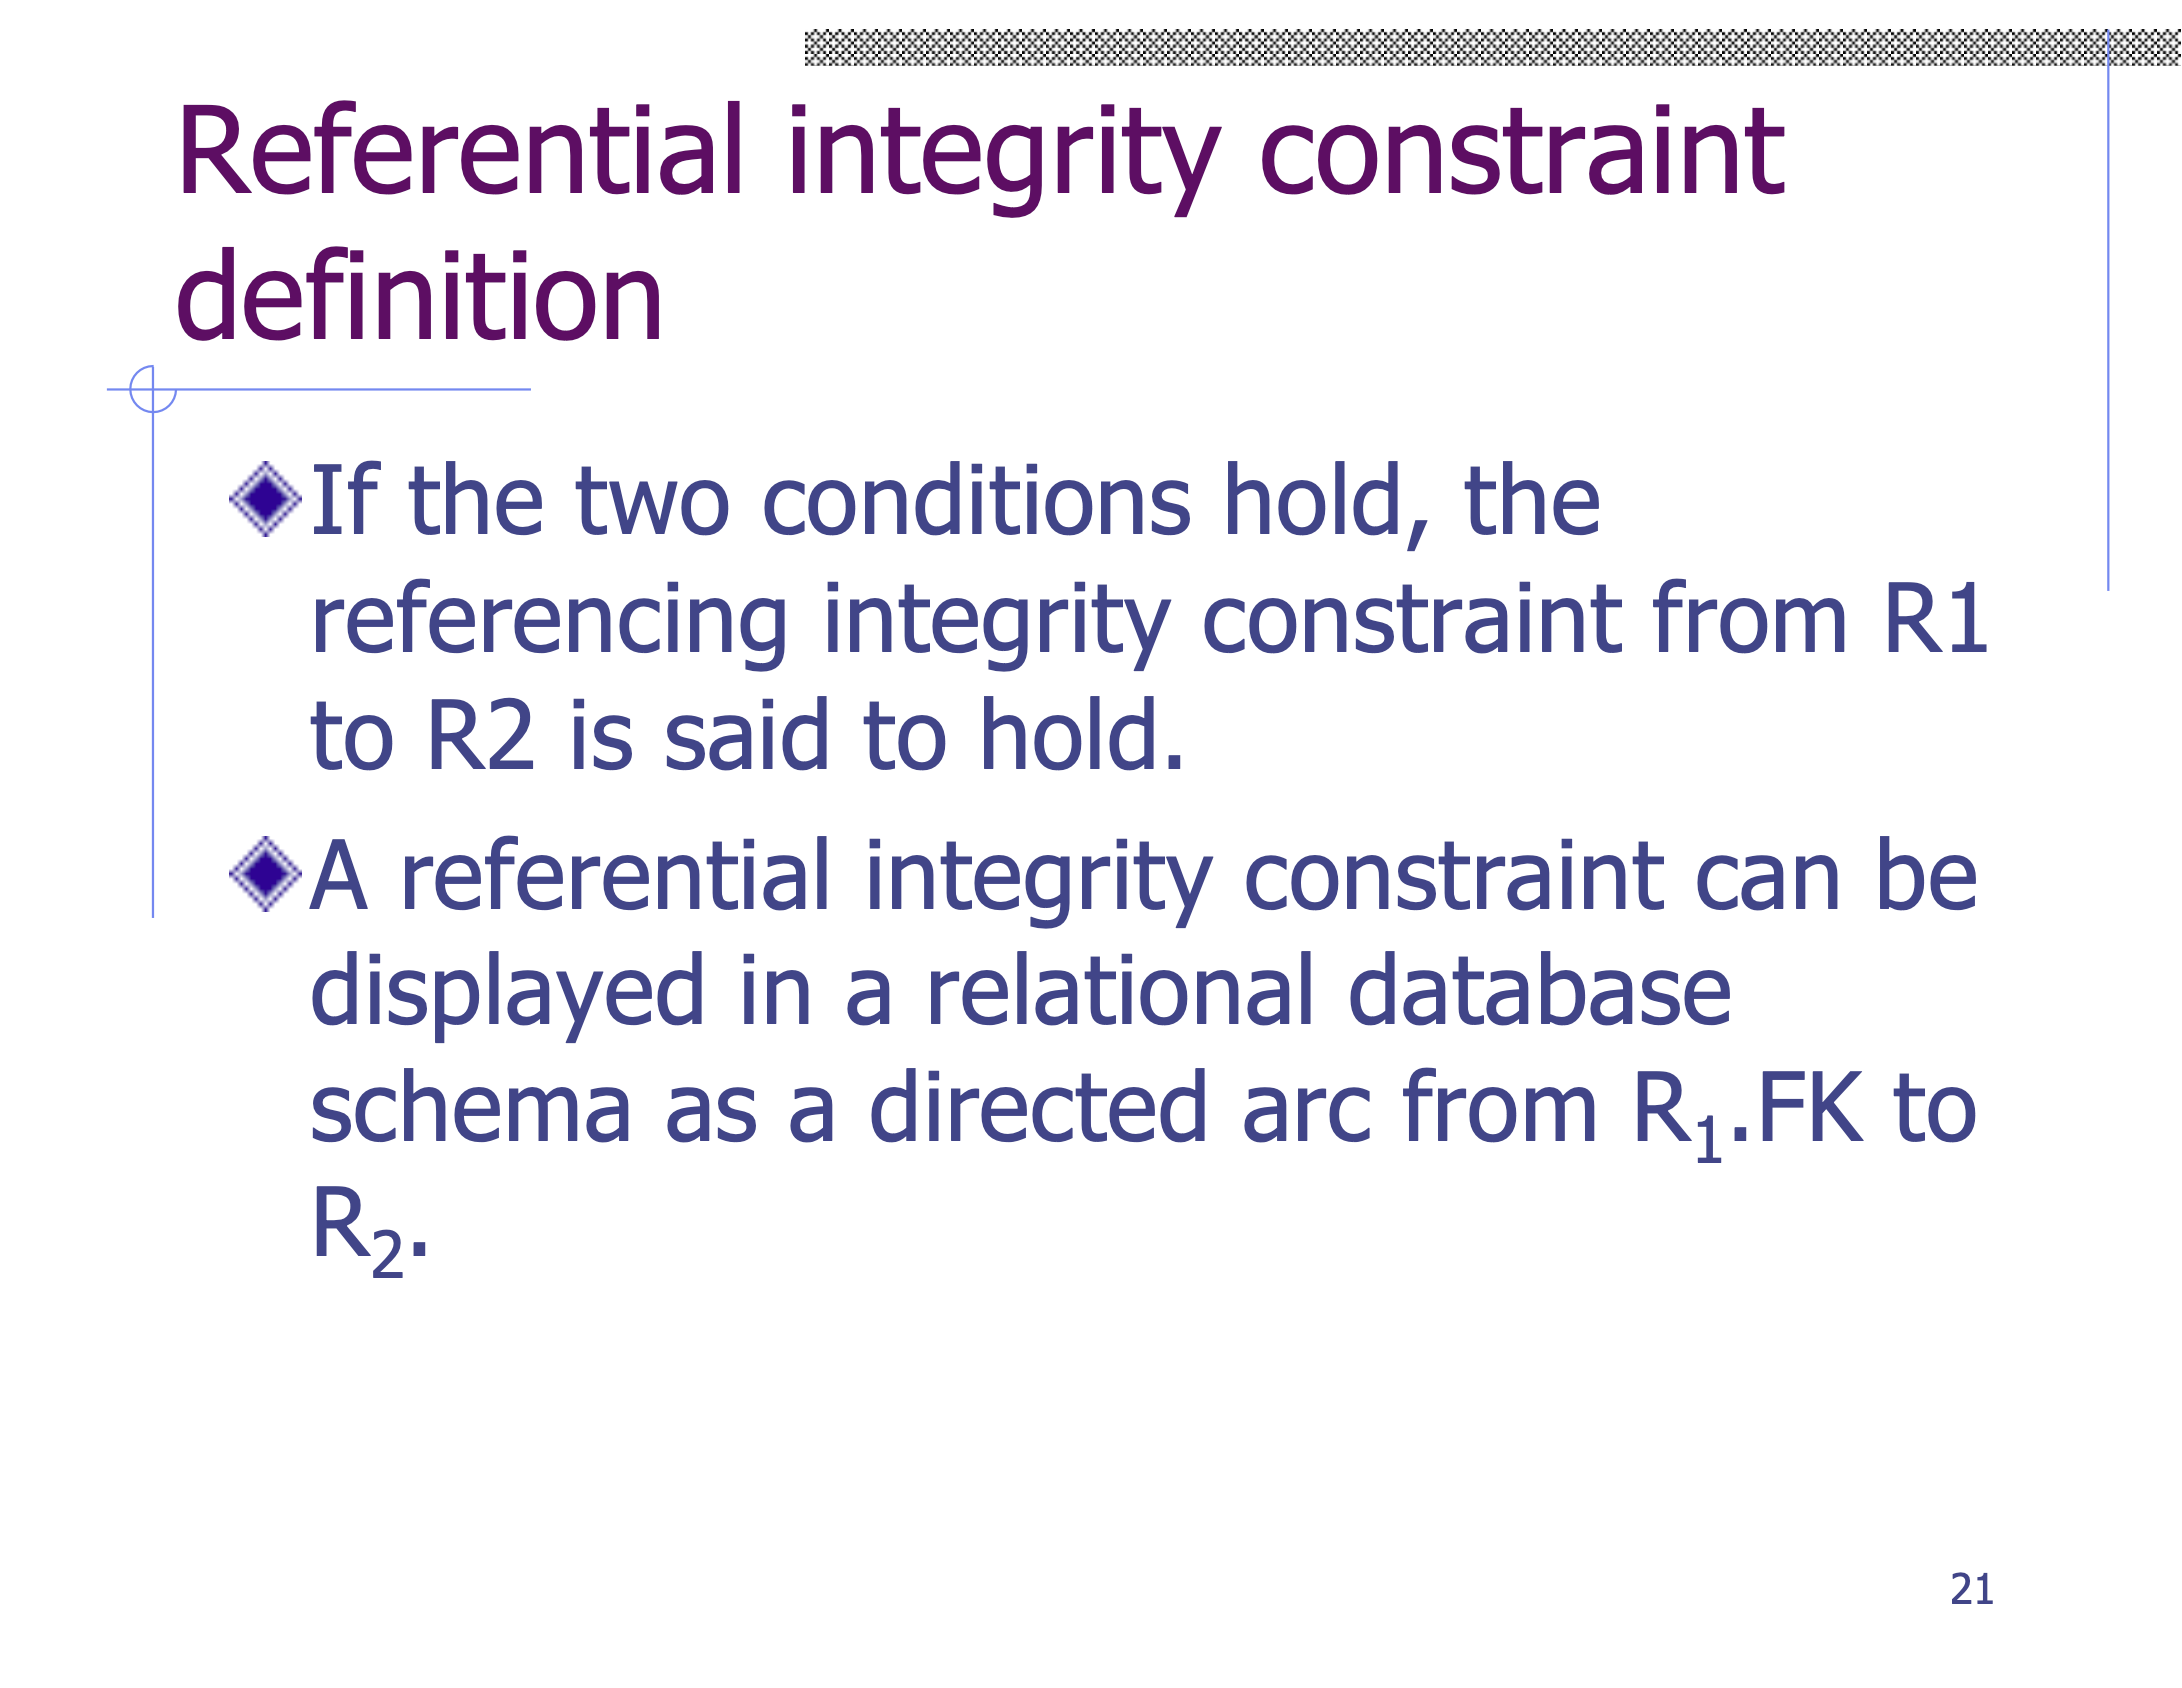 Referential integrity constraint
definition
If the two conditions hold, the
referencing integrity constraint from R1
to R2 is said to hold.
A referential integrity constraint can be
displayed in a relational database
schema as a directed arc from R₁.FK to
R₂.
21